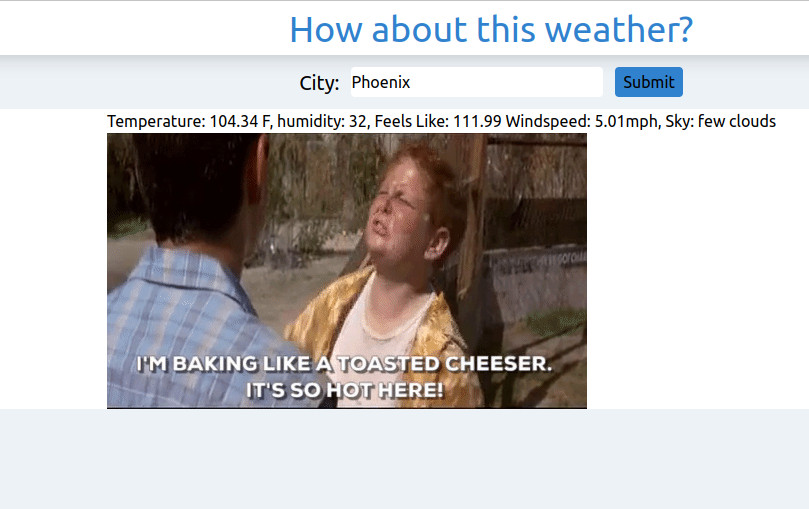 How about this weather?
City: Phoenix Submit
Temperature: 104.34 F, humidity: 32, Feels Like: 111.99 Windspeed: 5.01mph, Sky: few clouds
I'M BAKING LIKE A TOASTED CHEESER.
IT'S SO HOT HERE!